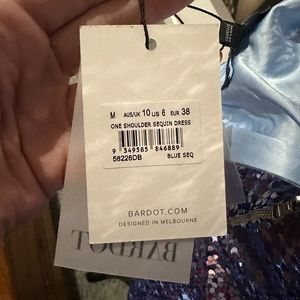 M AUS/UK 10 US 6 EUR 38
ONE SHOULDER SEQUIN DRESS
9 349585 846889
58226DB BLUE SEQ
BARDOT.COM
DESIGNED IN MELBOURNE
BARDOT